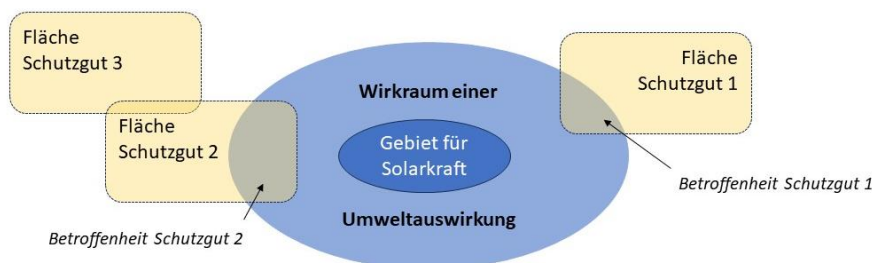 Fläche
Schutzgut 3
Fläche
Schutzgut 2
Betroffenheit Schutzgut 2
Wirkraum einer
Gebiet für
Solarkraft
Umweltauswirkung
Fläche
Schutzgut 1
Betroffenheit Schutzgut 1